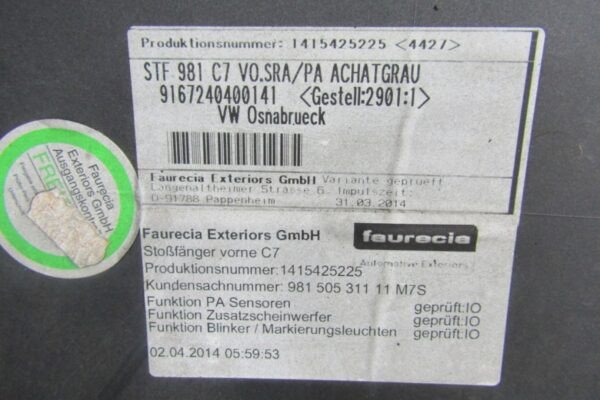 Produktionsnummer: 1415425225 <4427>
STF 981 C7 VO.SRA/PA ACHATGRAU
9167240400141 <Gestell:2901:1>
VW Osnabrueck
Faurecia Exteriors GmbH Variante geprueft
Langenaltheimer Strasse 6. Impulszeit:
D-91788 Pappenheim 31.03.2014
Faurecia Exteriors GmbH
faurecia
Automotive Exteriors
Stoßfänger vorne C7
Produktionsnummer:1415425225
Kundensachnummer: 981 505 311 11 M7S
Funktion PA Sensoren geprüft:IO
Funktion Zusatzscheinwerfer geprüft:IO
Funktion Blinker / Markierungsleuchten geprüft:IO
02.04.2014 05:59:53
Faurecia
Exteriors GmbH
FRE